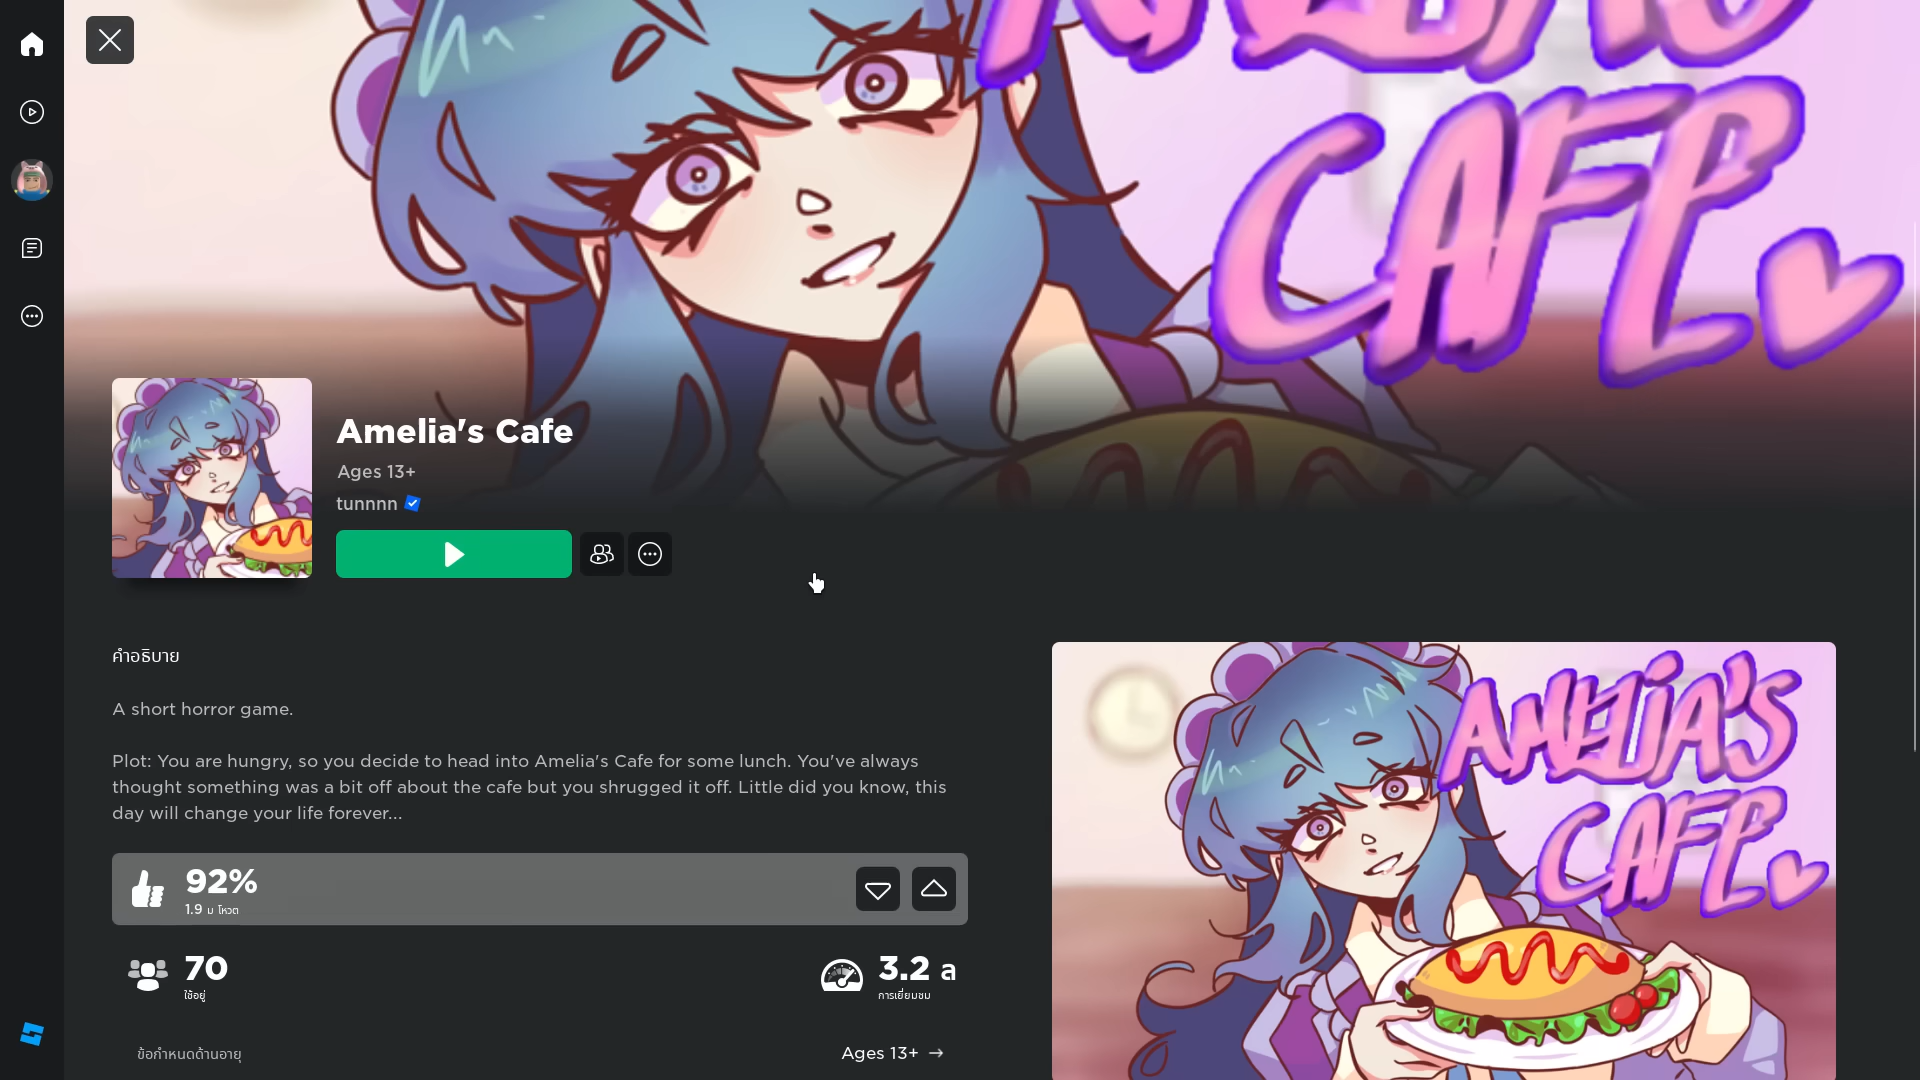 CAFE
Amelia's Cafe
Ages 13+
tunnnn
คำอธิบาย
A short horror game.
Plot: You are hungry, so you decide to head into Amelia's Cafe for some lunch. You've always
thought something was a bit off about the cafe but you shrugged it off. Little did you know, this
day will change your life forever...
92%
1.9 ม โหวต
70
ใช้อยู่
3.2 ล
การเยี่ยมชม
ข้อกำหนดด้านอายุ
Ages 13+
AMELIA'S
CAFE